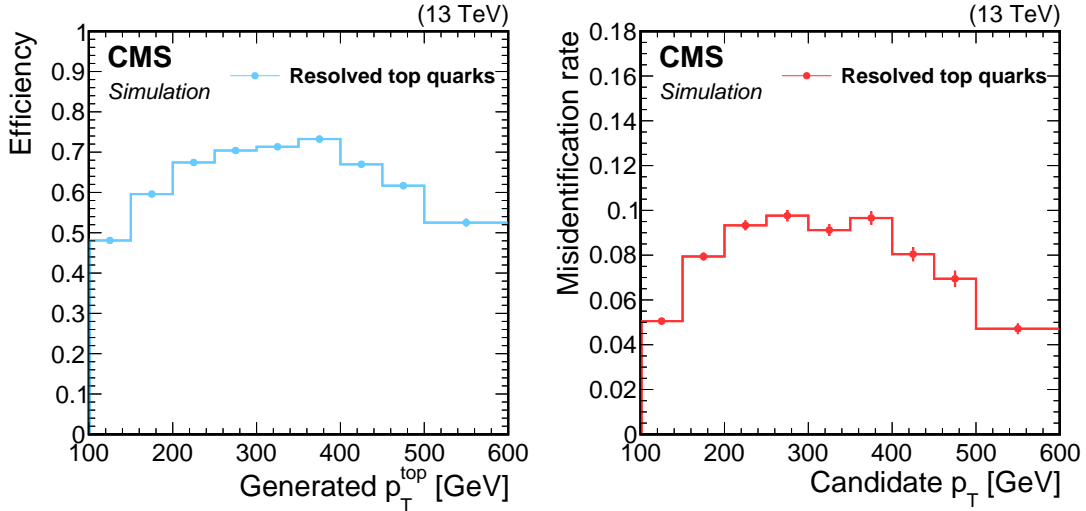 (13 TeV)
CMS
Simulation
Resolved top quarks
Efficiency
1
0.9
0.8
0.7
0.6
0.5
0.4
0.3
0.2
0.1
0
100 200 300 400 500 600
Generated p_T^top [GeV]
(13 TeV)
CMS
Simulation
Resolved top quarks
Misidentification rate
0.18
0.16
0.14
0.12
0.1
0.08
0.06
0.04
0.02
0
100 200 300 400 500 600
Candidate p_T [GeV]